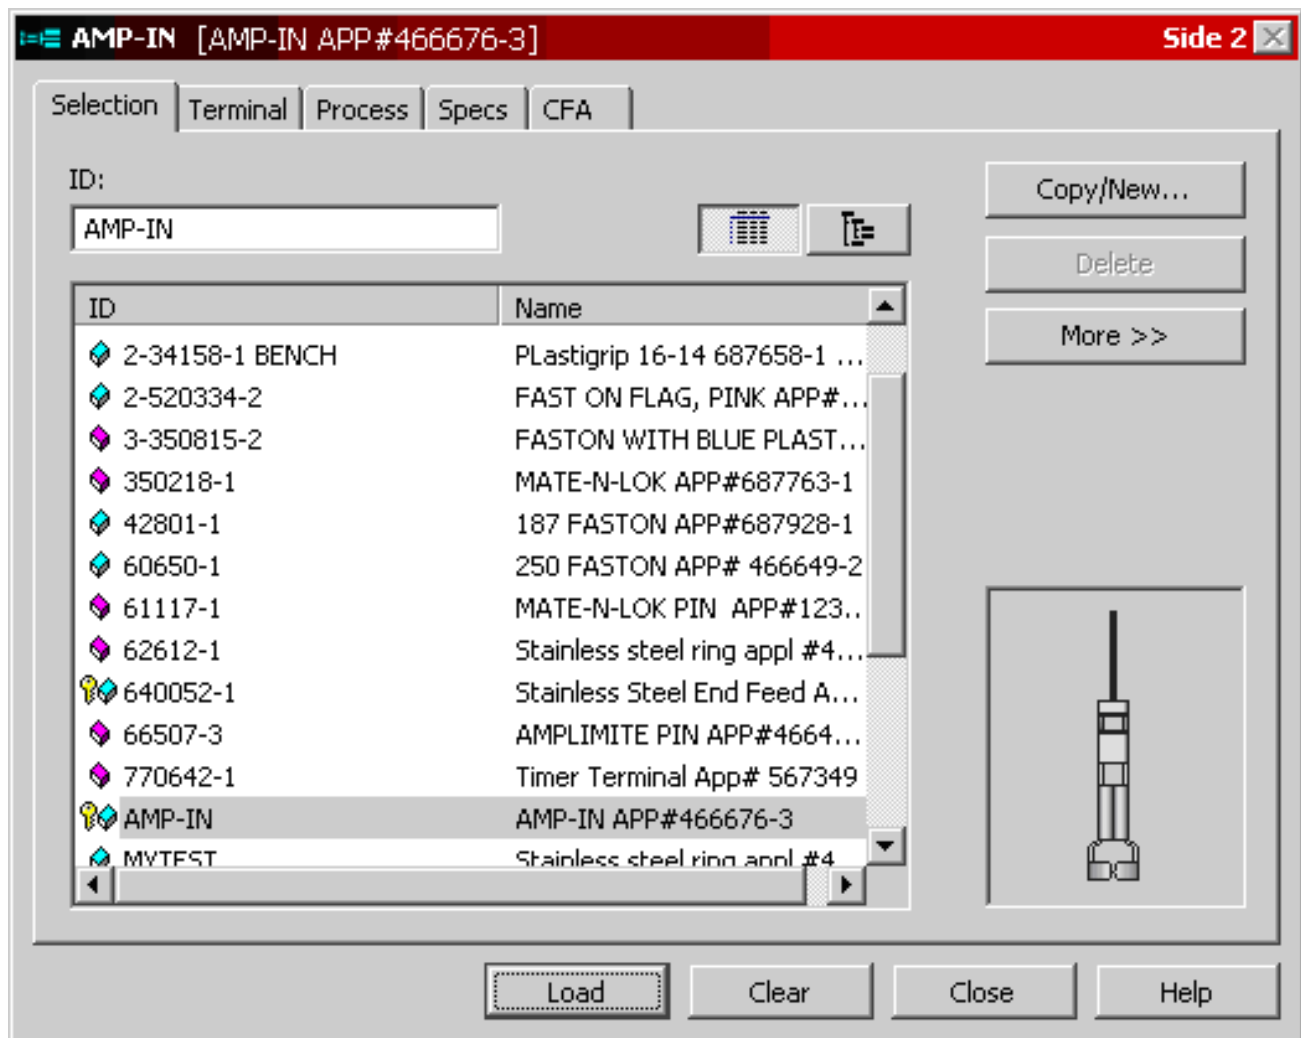 AMP-IN [AMP-IN APP#466676-3] Side 2
Selection Terminal Process Specs CFA
ID:
Copy/New...
AMP-IN
Delete
ID Name
More >>
2-34158-1 BENCH PLastigrip 16-14 687658-1 ...
2-520334-2 FAST ON FLAG, PINK APP#...
3-350815-2 FASTON WITH BLUE PLAST...
350218-1 MATE-N-LOK APP#687763-1
42801-1 187 FASTON APP#687928-1
60650-1 250 FASTON APP# 466649-2
61117-1 MATE-N-LOK PIN  APP#123..
62612-1 Stainless steel ring appl #4...
640052-1 Stainless Steel End Feed A...
66507-3 AMPLIMITE PIN APP#4664...
770642-1 Timer Terminal App# 567349
AMP-IN AMP-IN APP#466676-3
MYTEST Stainless steel ring appl #4
Load Clear Close Help